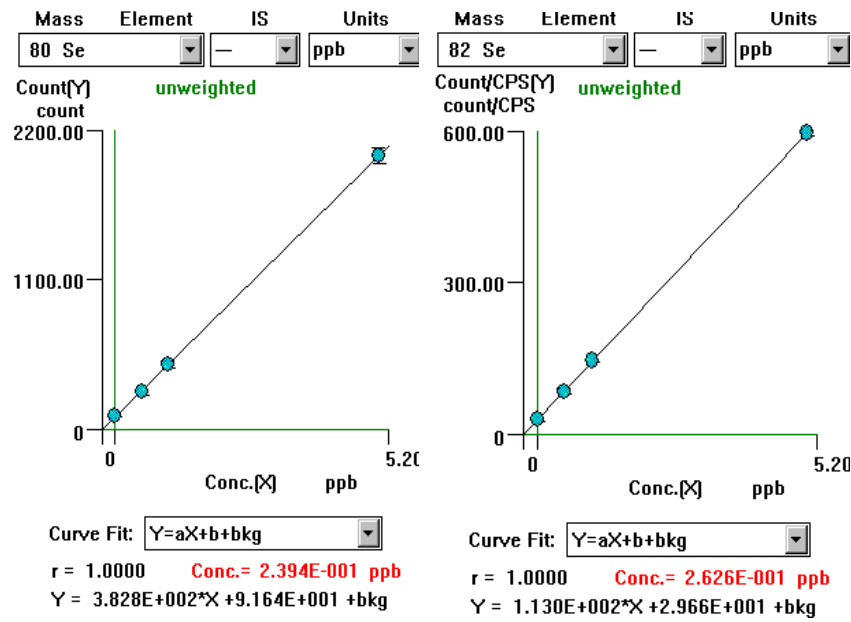 Mass Element IS Units
80 Se — ppb
Count(Y) unweighted
count
2200.00
1100.00
0
0 5.20
Conc.(X) ppb
Curve Fit: Y=aX+b+bkg
r = 1.0000 Conc.= 2.394E-001 ppb
Y = 3.828E+002*X +9.164E+001 +bkg
Mass Element IS Units
82 Se — ppb
Count/CPS(Y) unweighted
count/CPS
600.00
300.00
0
0 5.20
Conc.(X) ppb
Curve Fit: Y=aX+b+bkg
r = 1.0000 Conc.= 2.626E-001 ppb
Y = 1.130E+002*X +2.966E+001 +bkg